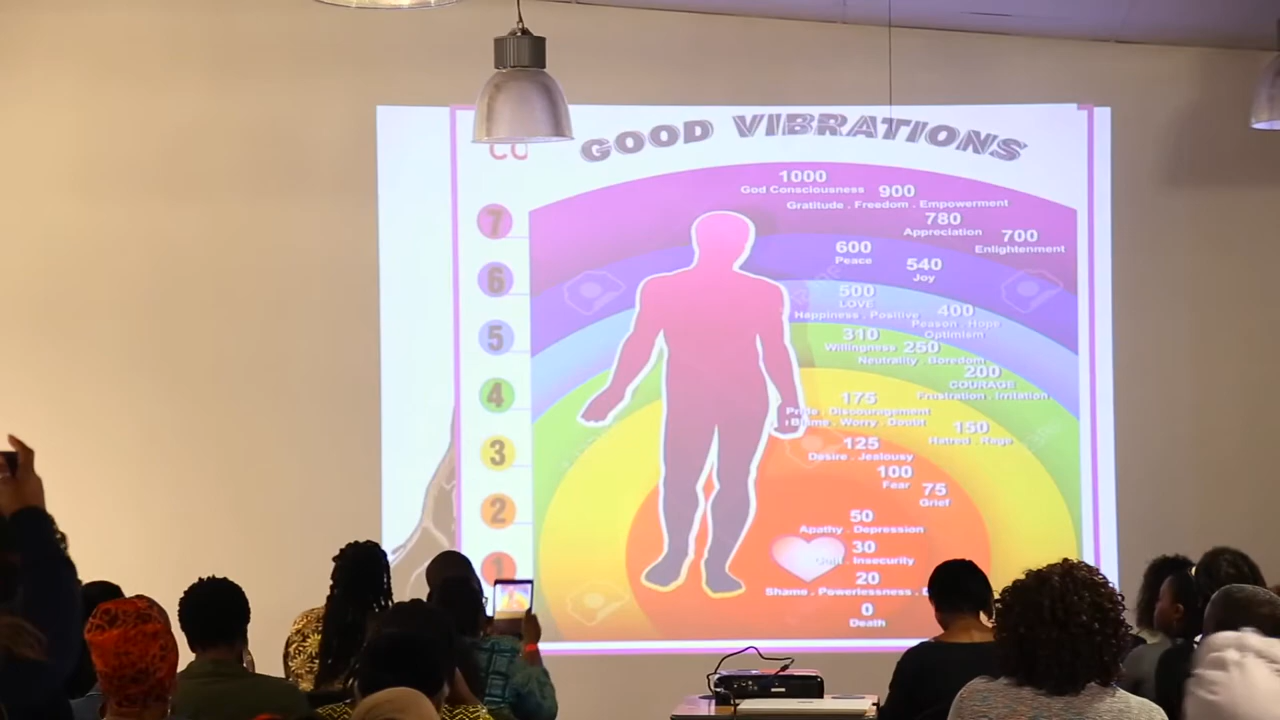 CO
GOOD VIBRATIONS
1000
God Consciousness
900
Gratitude . Freedom . Empowerment
780
Appreciation
700
Enlightenment
600
Peace
540
Joy
500
LOVE
Happiness . Positive
400
Reason . Hope
Optimism
310
Willingness
250
Neutrality . Boredom
200
COURAGE
Frustration . Irritation
175
Pride . Discouragement
Blame . Worry . Doubt
150
Hatred . Rage
125
Desire . Jealousy
100
Fear
75
Grief
50
Apathy . Depression
30
Guilt . Insecurity
20
Shame . Powerlessness .
0
Death
7
6
5
4
3
2
1